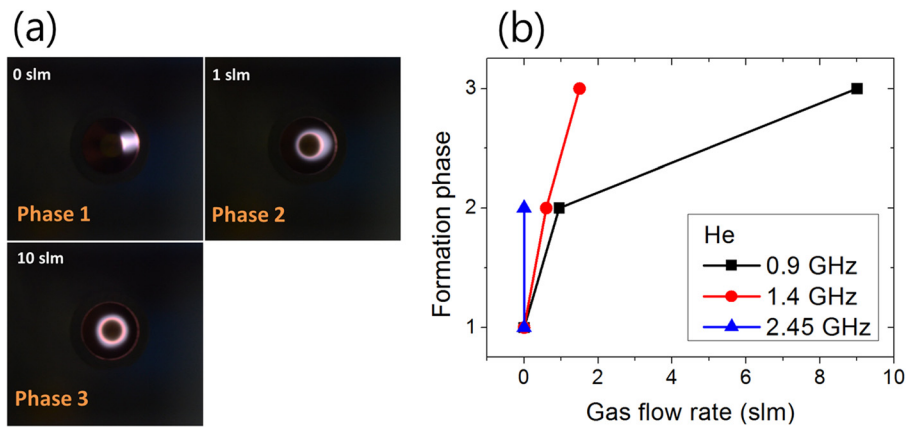 (a)
0 slm
Phase 1
1 slm
Phase 2
10 slm
Phase 3
(b)
Formation phase
3
2
1
He
0.9 GHz
1.4 GHz
2.45 GHz
0 2 4 6 8 10
Gas flow rate (slm)